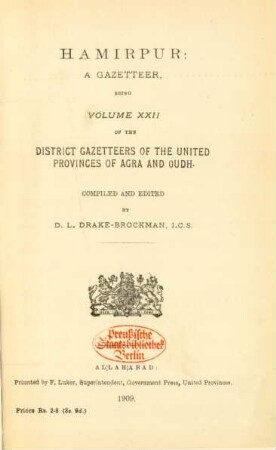 HAMIRPUR:
A GAZETTEER,
BEING
VOLUME XXII
OF THE
DISTRICT GAZETTEERS OF THE UNITED
PROVINCES OF AGRA AND OUDH.
COMPILED AND EDITED
BY
D. L. DRAKE-BROCKMAN, I.C.S.
Preußische
Staatsbibliothek
Berlin
ALLAHABAD:
Printed by F. Luker, Superintendent, Government Press, United Provinces.
1909.
Price Rs. 3-8 (5s. 8d.)